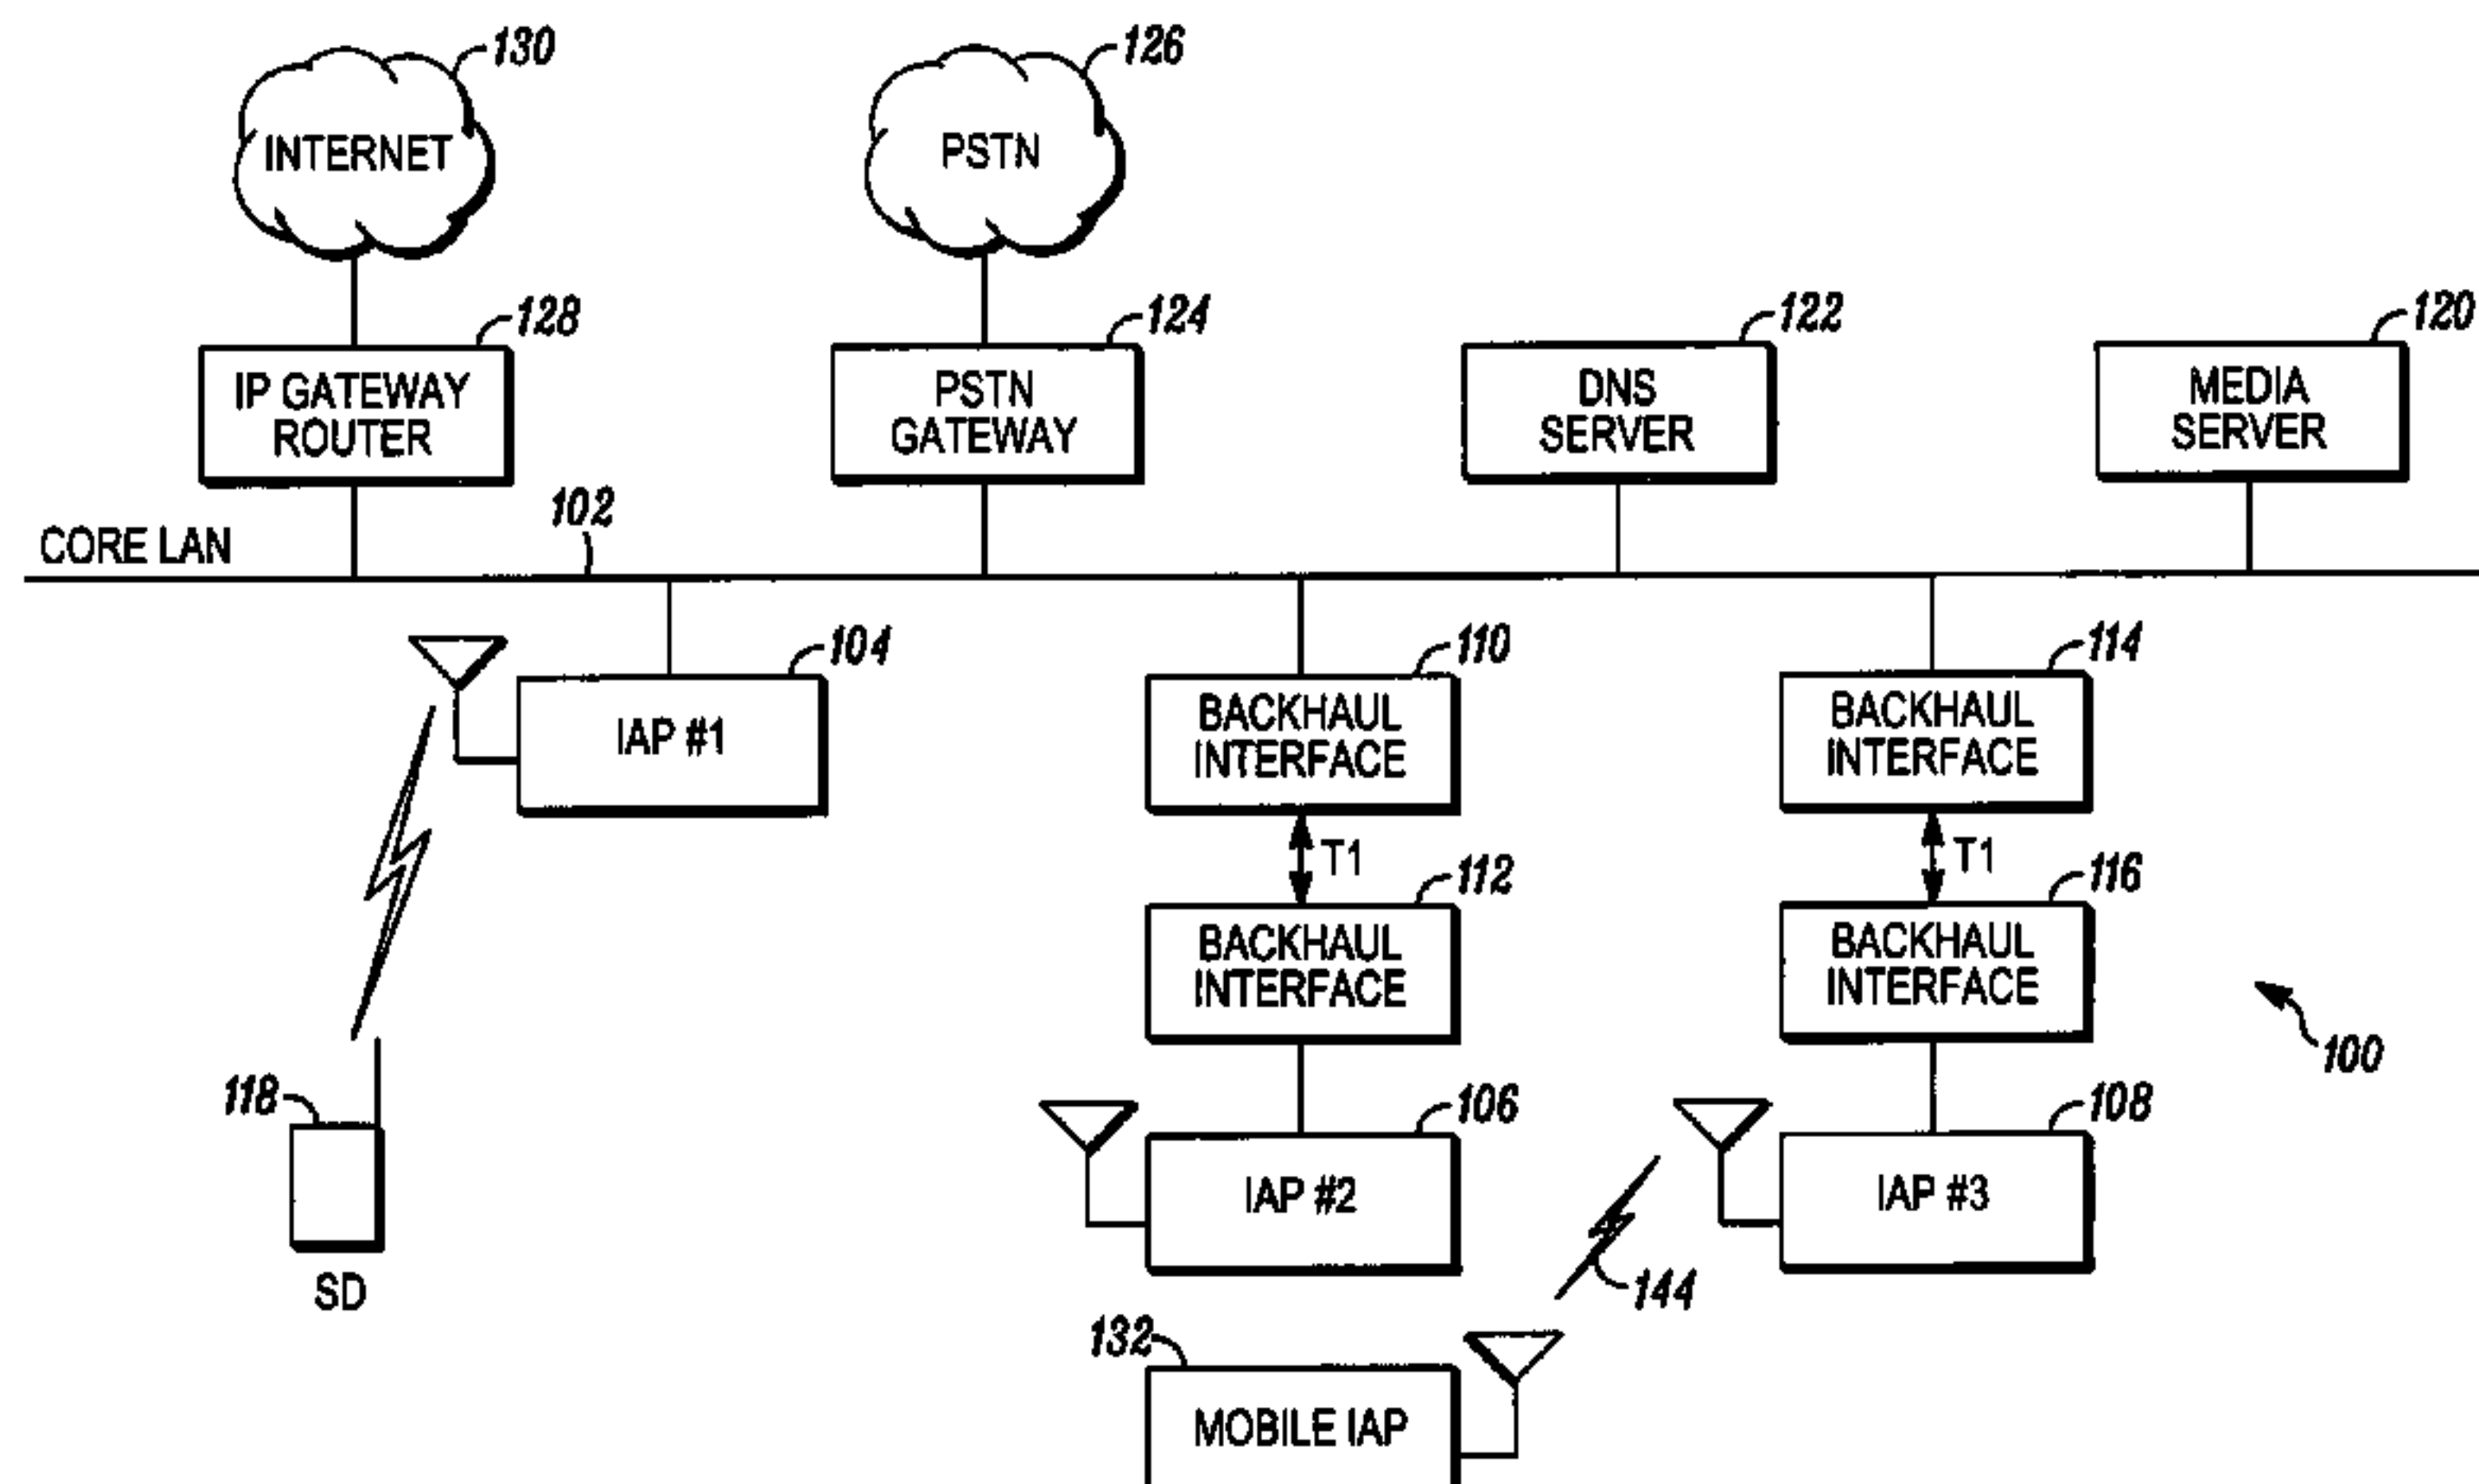 130
126
INTERNET
PSTN
128
124
122
120
IP GATEWAY
ROUTER
PSTN
GATEWAY
DNS
SERVER
MEDIA
SERVER
CORE LAN
102
104
110
114
IAP #1
BACKHAUL
INTERFACE
BACKHAUL
INTERFACE
T1
T1
112
116
BACKHAUL
INTERFACE
BACKHAUL
INTERFACE
100
118
106
108
SD
IAP #2
IAP #3
144
132
MOBILE IAP